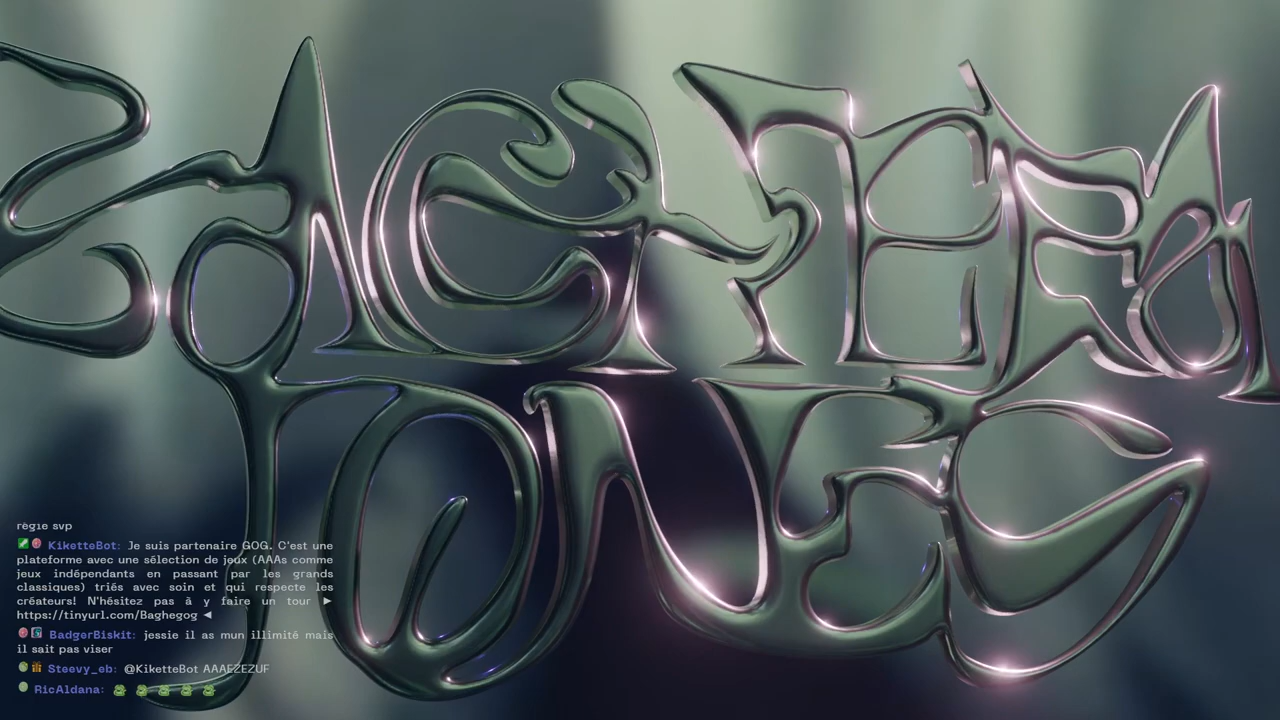 JONES
règle svp
KiketteBot: Je suis partenaire GOG. C'est une
plateforme avec une sélection de jeux (AAAs comme
jeux indépendants en passant par les grands
classiques) triés avec soin et qui respecte les
créateurs! N'hésitez pas à y faire un tour ►
https://tinyurl.com/Baghegog ◄
BadgerBiskit: jessie il as mun illimité mais
il sait pas viser
Steevy_eb: @KiketteBot AAAEZEZUF
RicAldana: